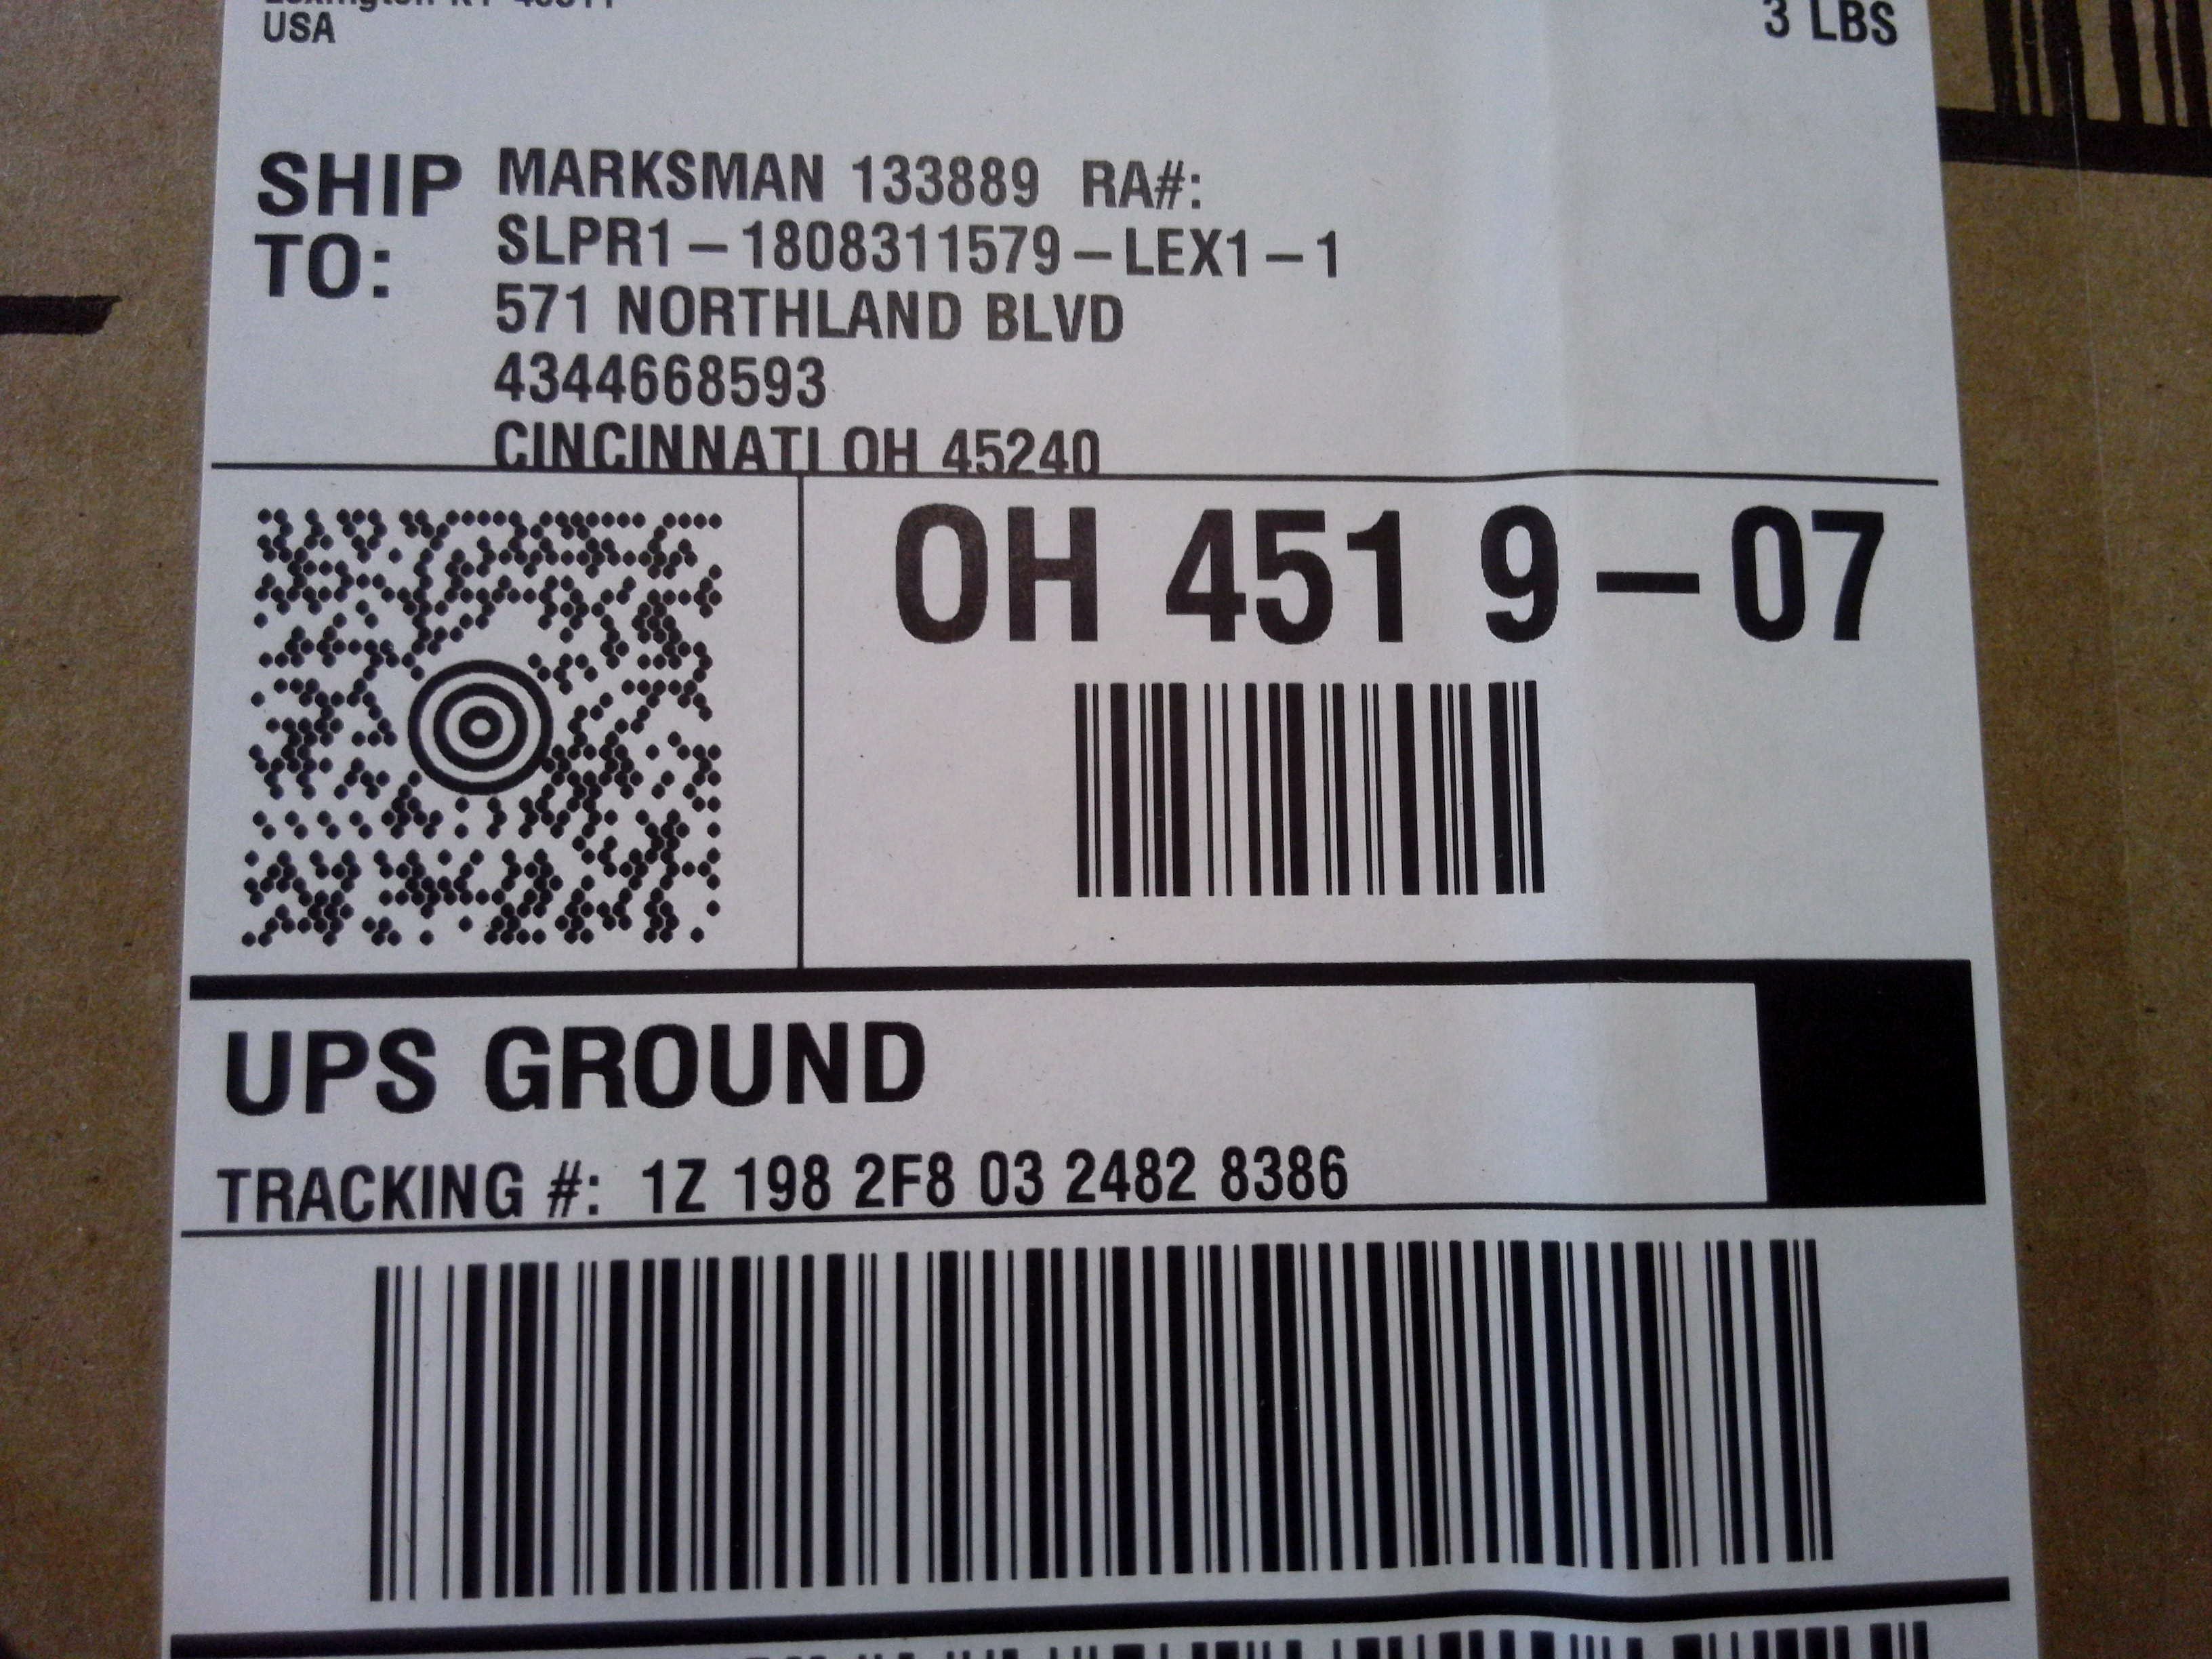 USA
3 LBS
SHIP TO:
MARKSMAN 133889 RA#:
SLPR1-1808311579-LEX1-1
571 NORTHLAND BLVD
4344668593
CINCINNATI OH 45240
OH 451 9-07
UPS GROUND
TRACKING #: 1Z 198 2F8 03 2482 8386